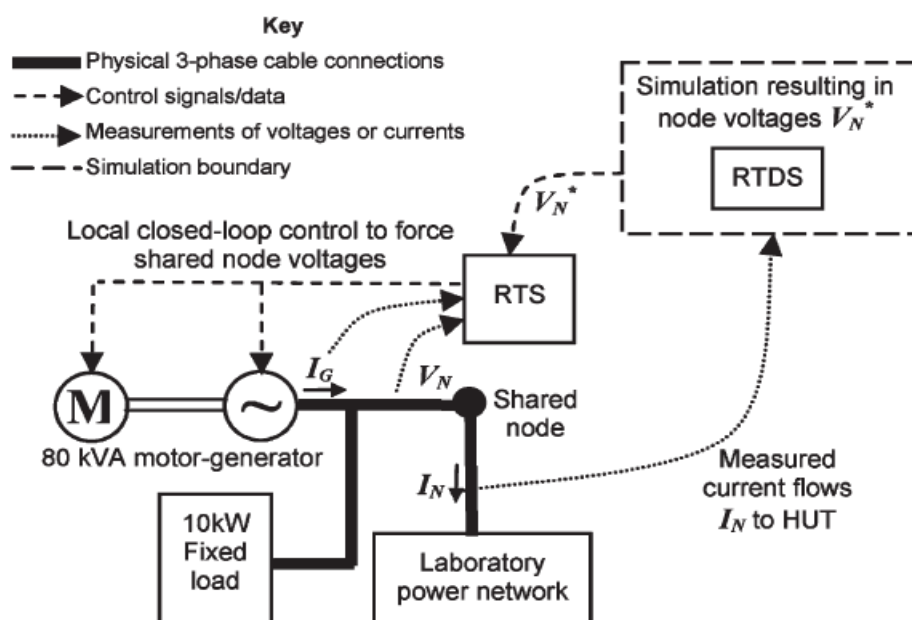 Key
Physical 3-phase cable connections
Control signals/data
Measurements of voltages or currents
Simulation boundary
Simulation resulting in
node voltages V_N^*
RTDS
V_N^*
Local closed-loop control to force
shared node voltages
RTS
I_G
V_N
M
~
Shared
node
80 kVA motor-generator
I_N
Measured
current flows
I_N to HUT
10kW
Fixed
load
Laboratory
power network